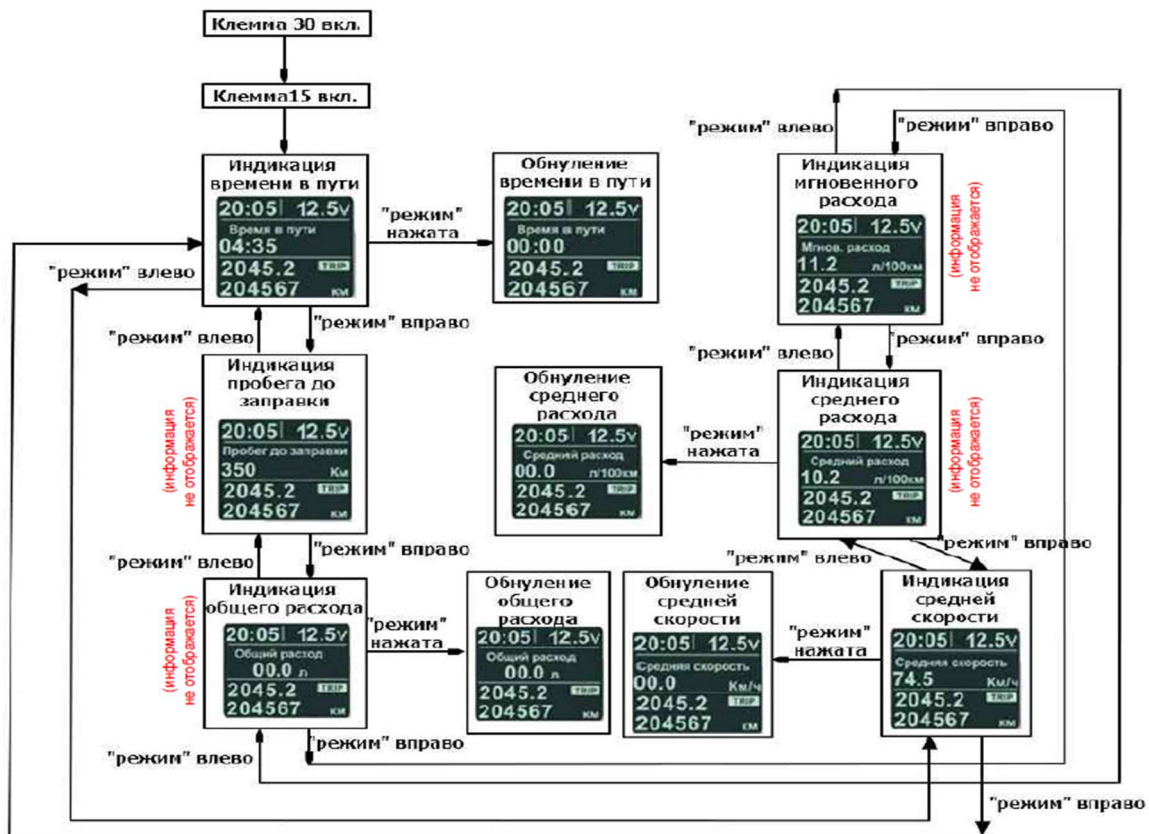 Клемма 30 вкл.
Клемма15 вкл.
Индикация
времени в пути
20:05 12.5v
Время в пути
04:35
2045.2 TRIP
204567 км
"режим"
нажата
Обнуление
времени в пути
20:05 12.5v
Время в пути
00:00
2045.2 TRIP
204567 км
"режим" влево
"режим" влево
"режим" вправо
Индикация
пробега до
заправки
20:05 12.5v
Пробег до заправки
350 Км
2045.2 TRIP
204567 км
(информация
не отображается)
"режим" влево
"режим" вправо
Индикация
общего расхода
20:05 12.5v
Общий расход
00.0 л
2045.2 TRIP
204567 км
(информация
не отображается)
"режим"
нажата
Обнуление
общего
расхода
20:05 12.5v
Общий расход
00.0 л
2045.2 TRIP
204567 км
"режим" влево
"режим" вправо
"режим" влево
"режим" вправо
Индикация
мгновенного
расхода
20:05 12.5v
Мгнов. расход
11.2 л/100км
2045.2 TRIP
204567 км
(информация
не отображается)
"режим" влево
"режим" вправо
Индикация
среднего
расхода
20:05 12.5v
Средний расход
10.2 л/100км
2045.2 TRIP
204567 км
(информация
не отображается)
"режим"
нажата
Обнуление
среднего
расхода
20:05 12.5v
Средний расход
00.0 л/100км
2045.2 TRIP
204567 км
"режим" влево
"режим" вправо
Индикация
средней
скорости
20:05 12.5v
Средняя скорость
74.5 Км/ч
2045.2 TRIP
204567 км
"режим"
нажата
Обнуление
средней
скорости
20:05 12.5v
Средняя скорость
00.0 Км/ч
2045.2 TRIP
204567 км
"режим" вправо